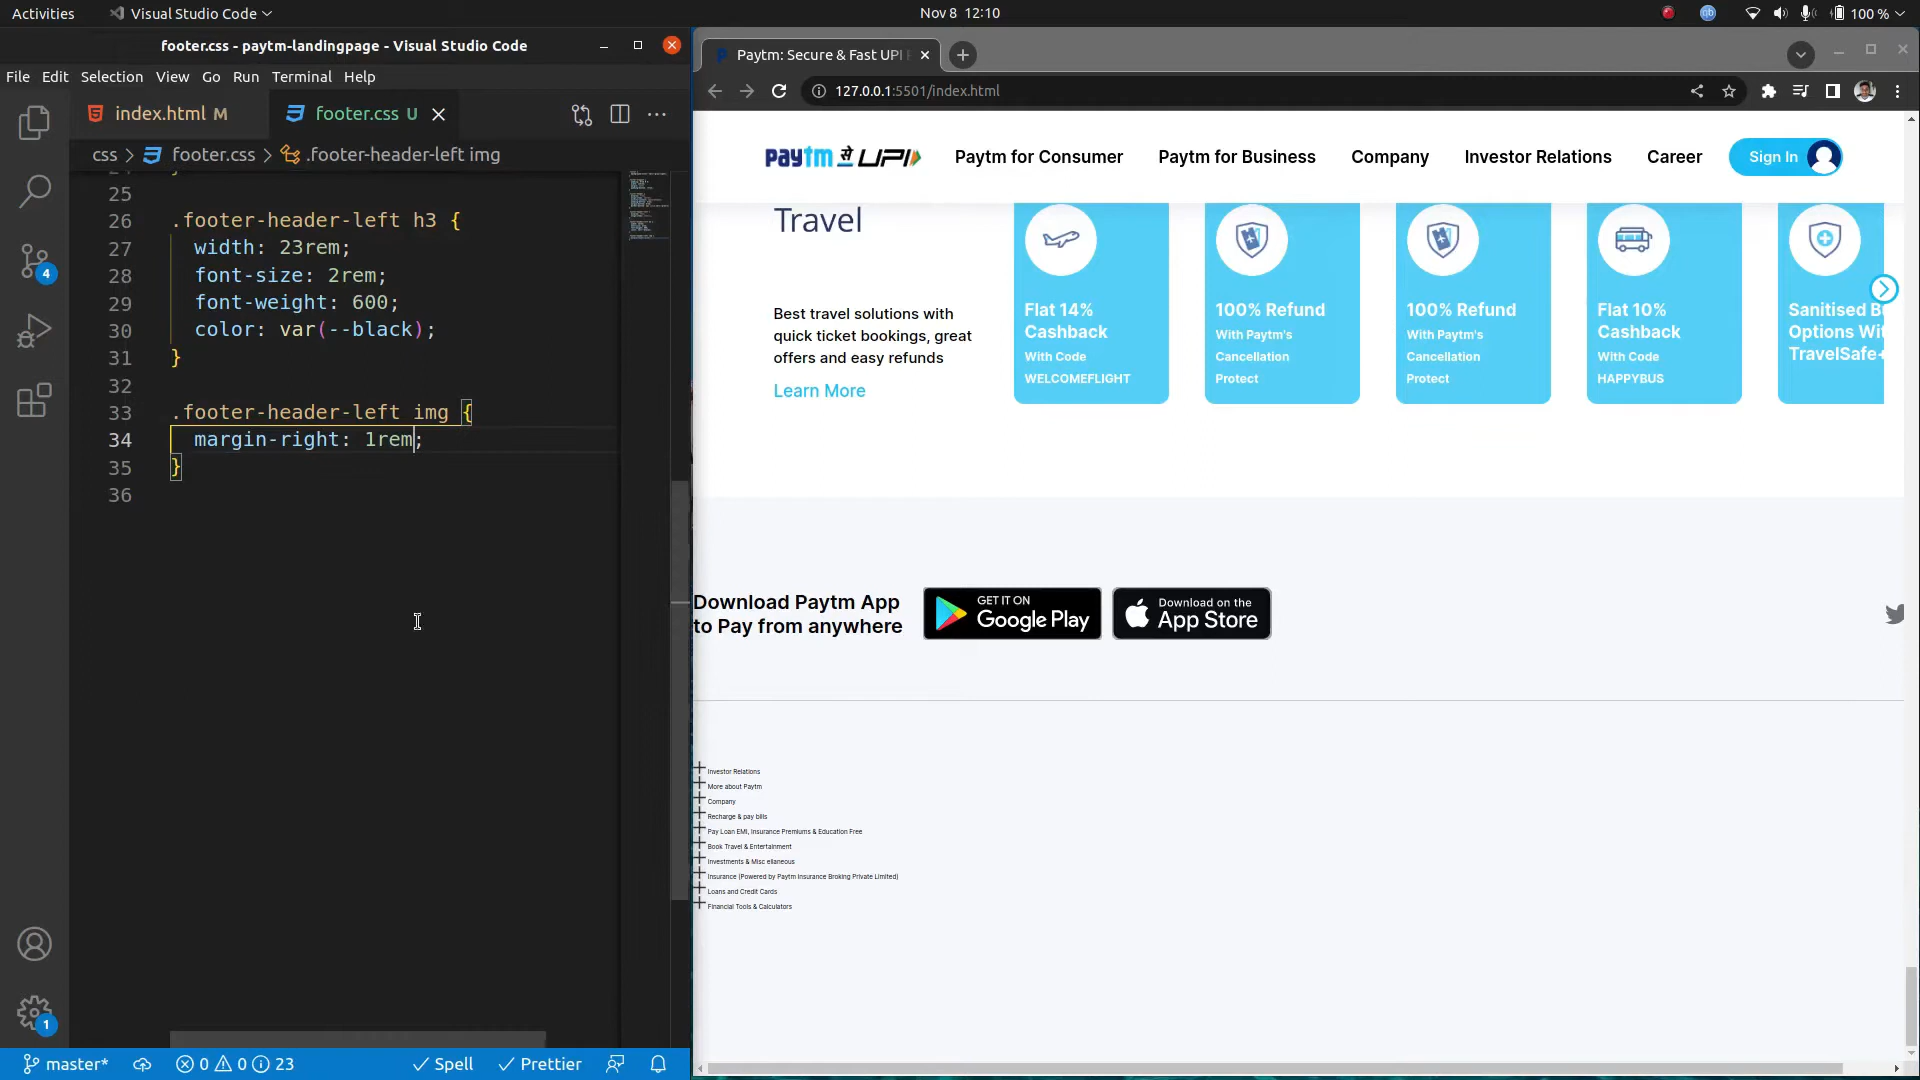 Activities
Visual Studio Code
Nov 8 12:10
100 %
footer.css - paytm-landingpage - Visual Studio Code
File Edit Selection View Go Run Terminal Help
index.html M
footer.css U
css > footer.css > .footer-header-left img
25
26 .footer-header-left h3 {
27 width: 23rem;
28 font-size: 2rem;
29 font-weight: 600;
30 color: var(--black);
31 }
32
33 .footer-header-left img {
34 margin-right: 1rem;
35 }
36
4
1
master*
0 0 23
Spell
Prettier
Paytm: Secure & Fast UPI
127.0.0.1:5501/index.html
paytm से UPI
Paytm for Consumer
Paytm for Business
Company
Investor Relations
Career
Sign In
Travel
Best travel solutions with
quick ticket bookings, great
offers and easy refunds
Learn More
Flat 14%
Cashback
With Code
WELCOMEFLIGHT
100% Refund
With Paytm's
Cancellation
Protect
100% Refund
With Paytm's
Cancellation
Protect
Flat 10%
Cashback
With Code
HAPPYBUS
Sanitised B
Options Wi
TravelSafe+
Download Paytm App
to Pay from anywhere
GET IT ON
Google Play
Download on the
App Store
Investor Relations
More about Paytm
Company
Recharge & pay bills
Pay Loan EMI, Insurance Premiums & Education Free
Book Travel & Entertainment
Investments & Misc ellaneous
Insurance (Powered by Paytm Insurance Broking Private Limited)
Loans and Credit Cards
Financial Tools & Calculators